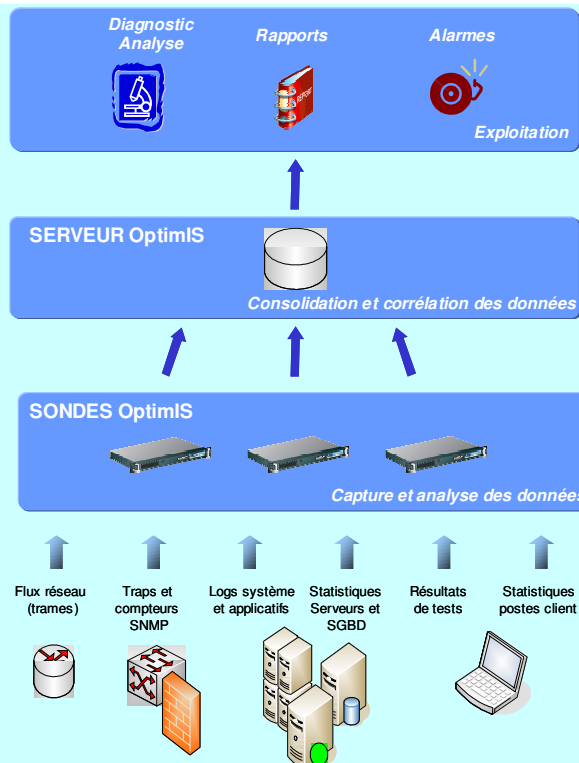 Diagnostic
Analyse
Rapports
Alarmes
REPORT
Exploitation
SERVEUR OptimIS
Consolidation et corrélation des données
SONDES OptimIS
Capture et analyse des données
Flux réseau
(trames)
Traps et
compteurs
SNMP
Logs système
et applicatifs
Statistiques
Serveurs et
SGBD
Résultats
de tests
Statistiques
postes client